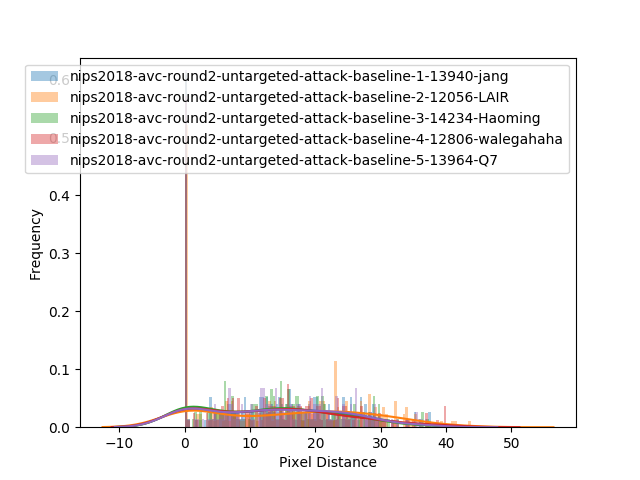 nips2018-avc-round2-untargeted-attack-baseline-1-13940-jang
nips2018-avc-round2-untargeted-attack-baseline-2-12056-LAIR
nips2018-avc-round2-untargeted-attack-baseline-3-14234-Haoming
nips2018-avc-round2-untargeted-attack-baseline-4-12806-walegahaha
nips2018-avc-round2-untargeted-attack-baseline-5-13964-Q7
0.6
0.5
0.4
0.3
0.2
0.1
0.0
Frequency
−10 0 10 20 30 40 50
Pixel Distance